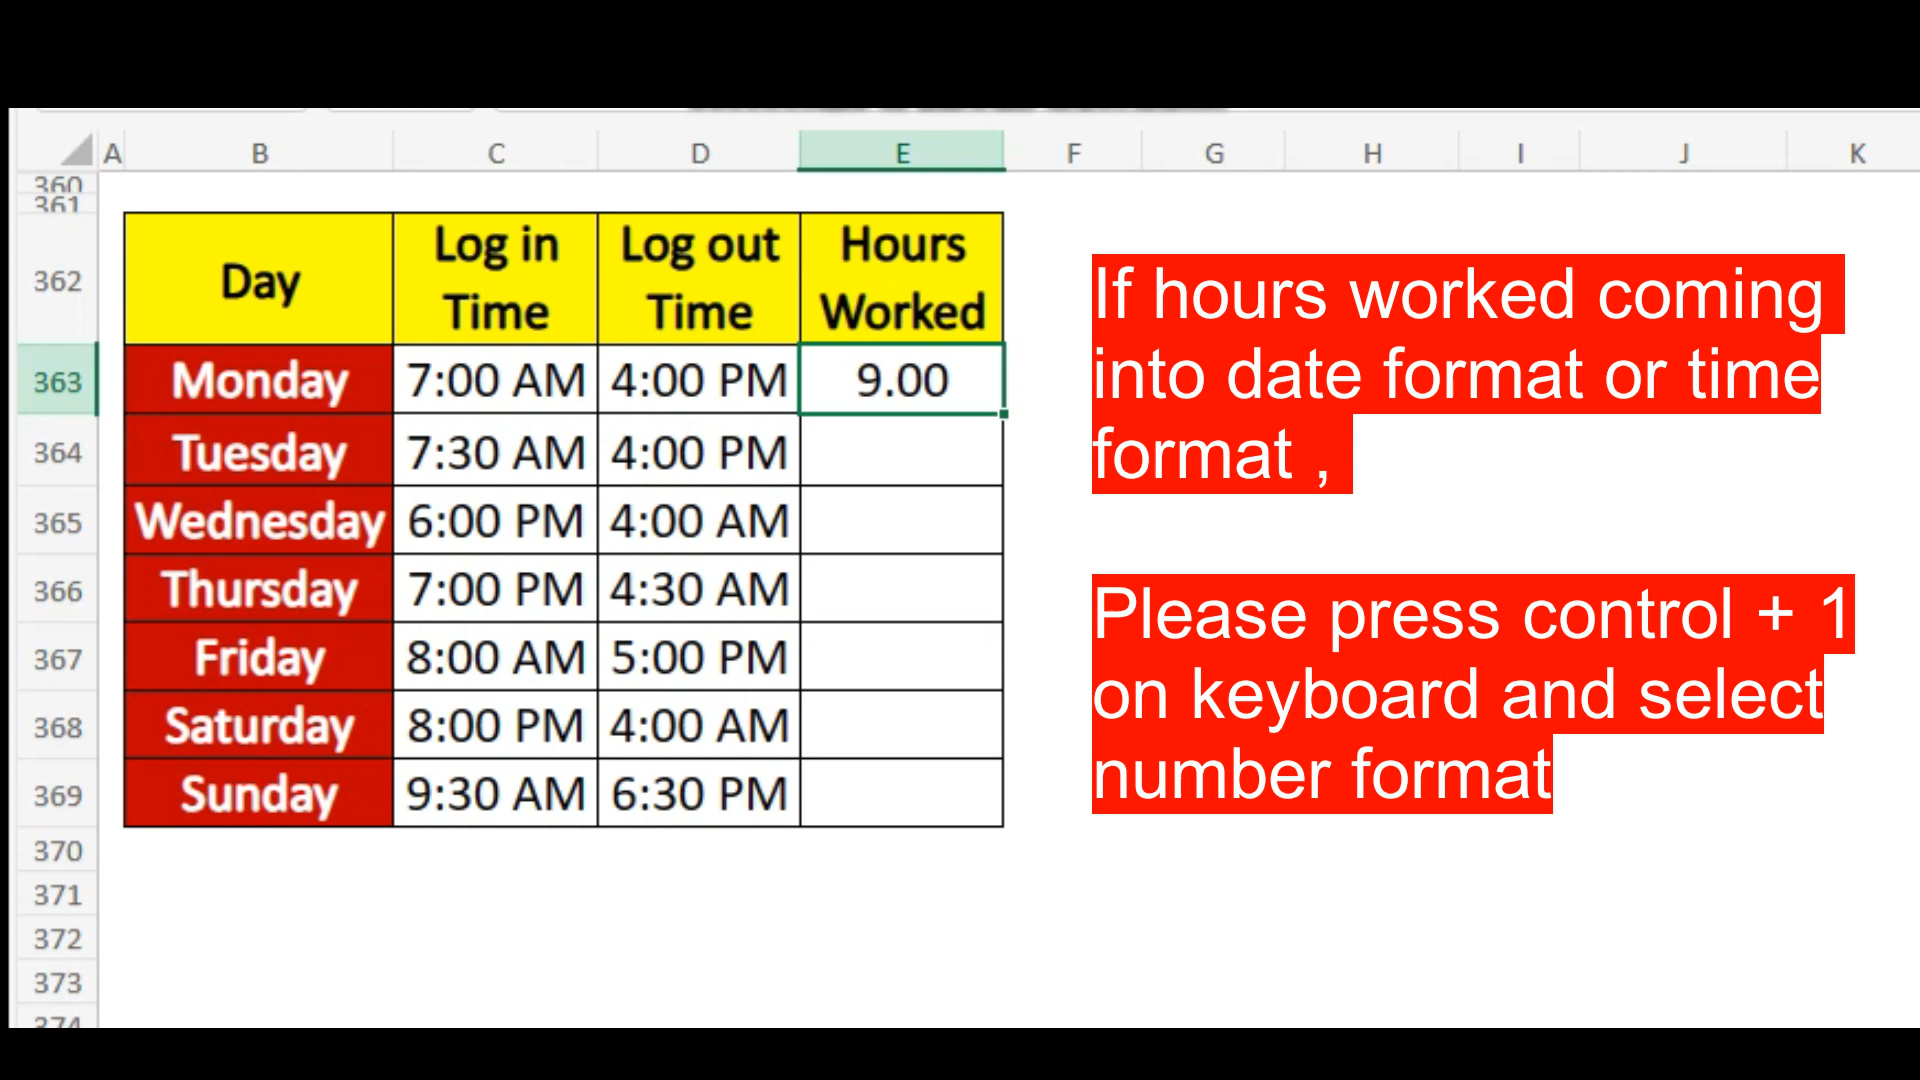 A B C D E F G H I J K
360
361
362 Day Log in Time Log out Time Hours Worked
363 Monday 7:00 AM 4:00 PM 9.00
364 Tuesday 7:30 AM 4:00 PM
365 Wednesday 6:00 PM 4:00 AM
366 Thursday 7:00 PM 4:30 AM
367 Friday 8:00 AM 5:00 PM
368 Saturday 8:00 PM 4:00 AM
369 Sunday 9:30 AM 6:30 PM
370
371
372
373
374
If hours worked coming
into date format or time
format ,
Please press control + 1
on keyboard and select
number format